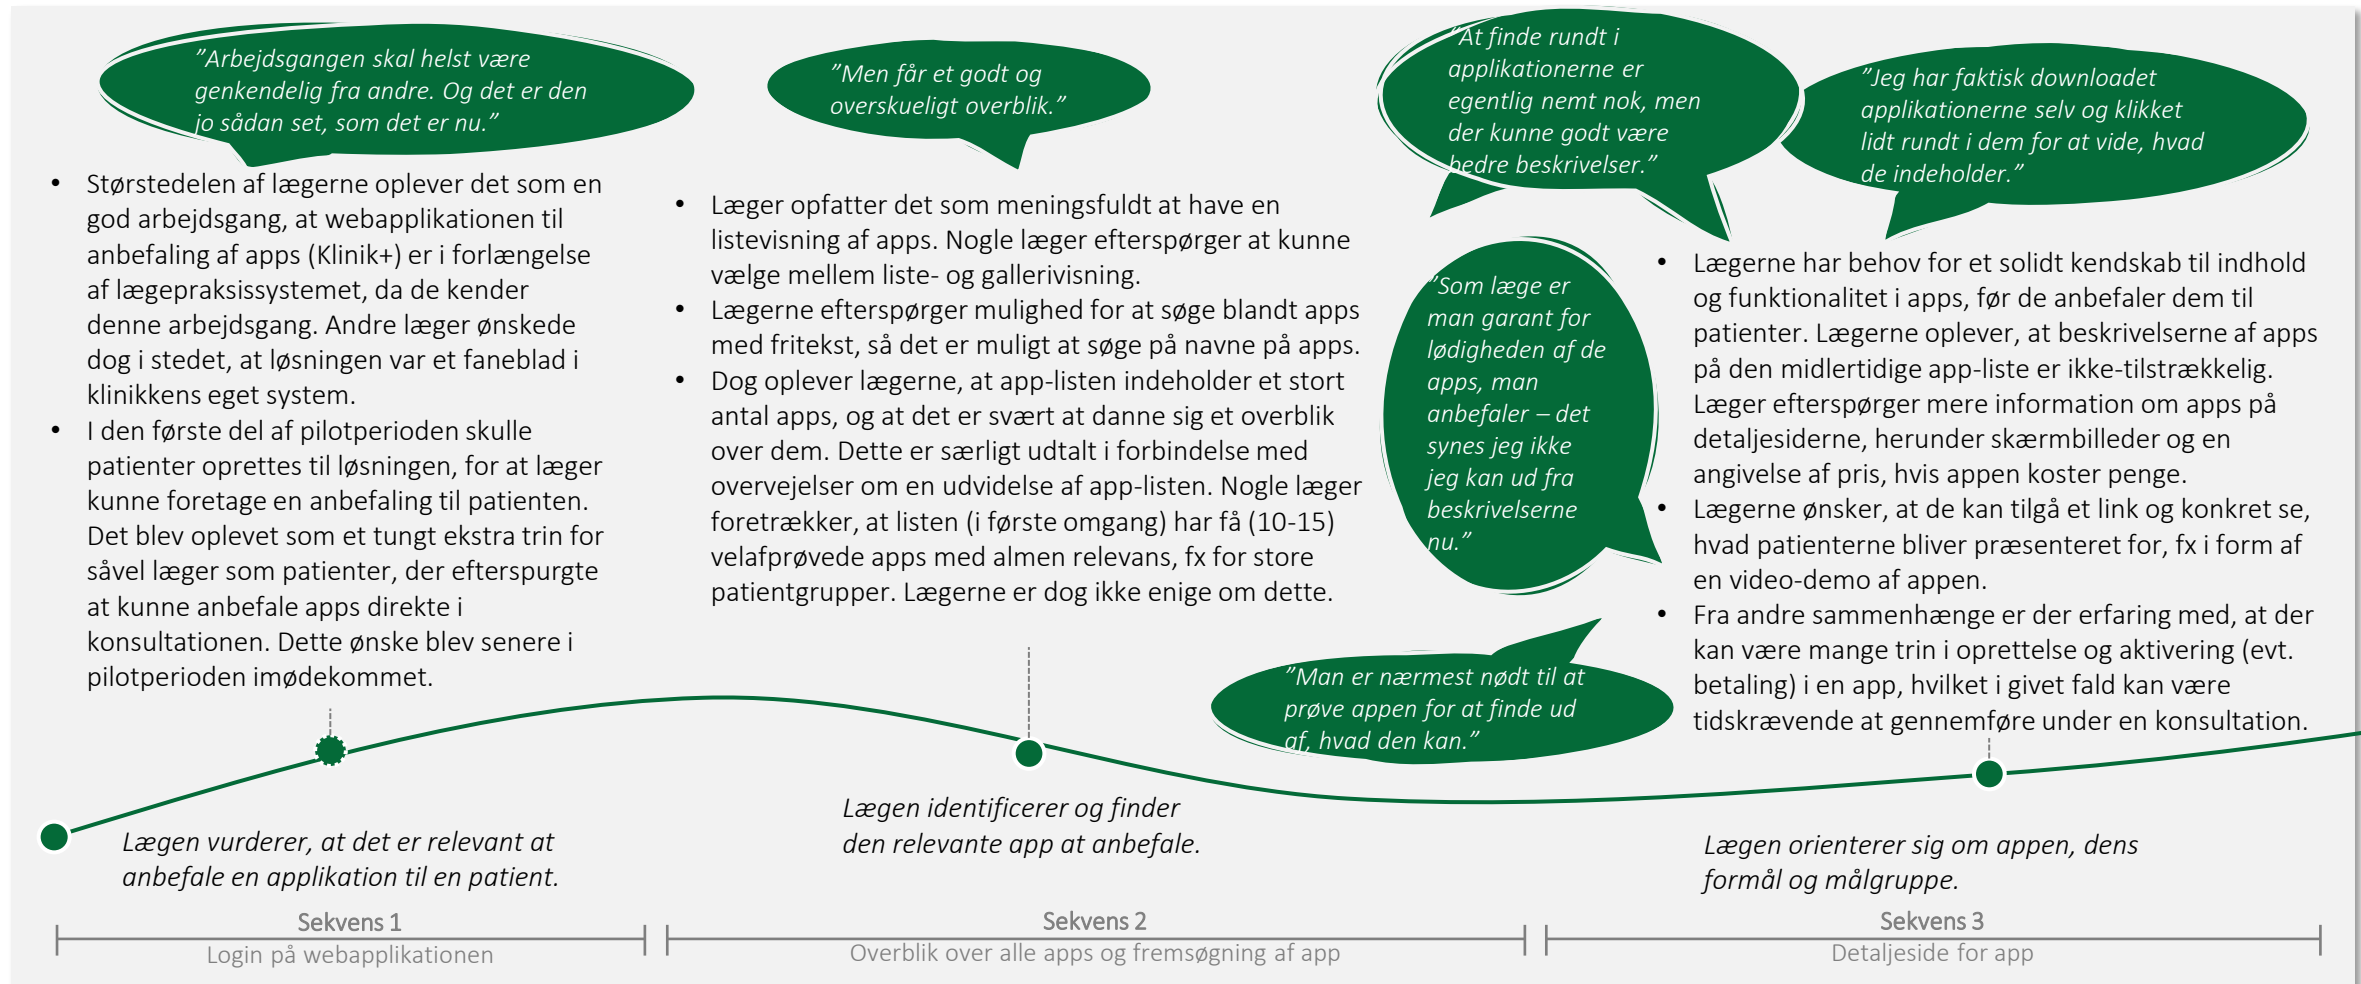 ”Arbejdsgangen skal helst være
genkendelig fra andre. Og det er den
jo sådan set, som det er nu.”
• Størstedelen af lægerne oplever det som en
god arbejdsgang, at webapplikationen til
anbefaling af apps (Klinik+) er i forlængelse
af lægepraksissystemet, da de kender
denne arbejdsgang. Andre læger ønskede
dog i stedet, at løsningen var et faneblad i
klinikkens eget system.
• I den første del af pilotperioden skulle
patienter oprettes til løsningen, for at læger
kunne foretage en anbefaling til patienten.
Det blev oplevet som et tungt ekstra trin for
såvel læger som patienter, der efterspurgte
at kunne anbefale apps direkte i
konsultationen. Dette ønske blev senere i
pilotperioden imødekommet.
Lægen vurderer, at det er relevant at
anbefale en applikation til en patient.
Sekvens 1
Login på webapplikationen
”Men får et godt og
overskueligt overblik.”
• Læger opfatter det som meningsfuldt at have en
listevisning af apps. Nogle læger efterspørger at kunne
vælge mellem liste- og gallerivisning.
• Lægerne efterspørger mulighed for at søge blandt apps
med fritekst, så det er muligt at søge på navne på apps.
• Dog oplever lægerne, at app-listen indeholder et stort
antal apps, og at det er svært at danne sig et overblik
over dem. Dette er særligt udtalt i forbindelse med
overvejelser om en udvidelse af app-listen. Nogle læger
foretrækker, at listen (i første omgang) har få (10-15)
velafprøvede apps med almen relevans, fx for store
patientgrupper. Lægerne er dog ikke enige om dette.
Lægen identificerer og finder
den relevante app at anbefale.
Sekvens 2
Overblik over alle apps og fremsøgning af app
”At finde rundt i
applikationerne er
egentlig nemt nok, men
der kunne godt være
bedre beskrivelser.”
”Jeg har faktisk downloadet
applikationerne selv og klikket
lidt rundt i dem for at vide, hvad
de indeholder.”
”Som læge er
man garant for
lødigheden af de
apps, man
anbefaler – det
synes jeg ikke
jeg kan ud fra
beskrivelserne
nu.”
”Man er nærmest nødt til at
prøve appen for at finde ud
af, hvad den kan.”
• Lægerne har behov for et solidt kendskab til indhold
og funktionalitet i apps, før de anbefaler dem til
patienter. Lægerne oplever, at beskrivelserne af apps
på den midlertidige app-liste er ikke-tilstrækkelig.
Læger efterspørger mere information om apps på
detaljesiderne, herunder skærmbilleder og en
angivelse af pris, hvis appen koster penge.
• Lægerne ønsker, at de kan tilgå et link og konkret se,
hvad patienterne bliver præsenteret for, fx i form af
en video-demo af appen.
• Fra andre sammenhænge er der erfaring med, at der
kan være mange trin i oprettelse og aktivering (evt.
betaling) i en app, hvilket i givet fald kan være
tidskrævende at gennemføre under en konsultation.
Lægen orienterer sig om appen, dens
formål og målgruppe.
Sekvens 3
Detaljeside for app